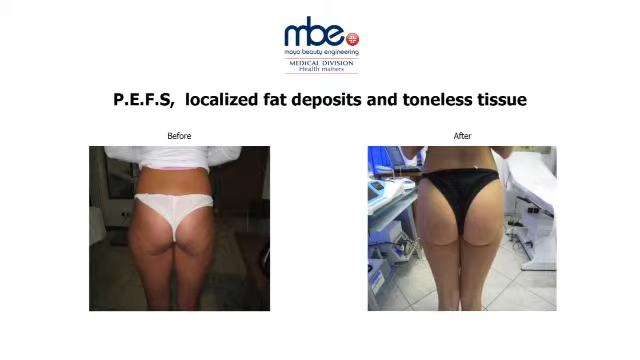 mbe
maya beauty engineering
MEDICAL DIVISION
Health matters
P.E.F.S, localized fat deposits and toneless tissue
Before
After